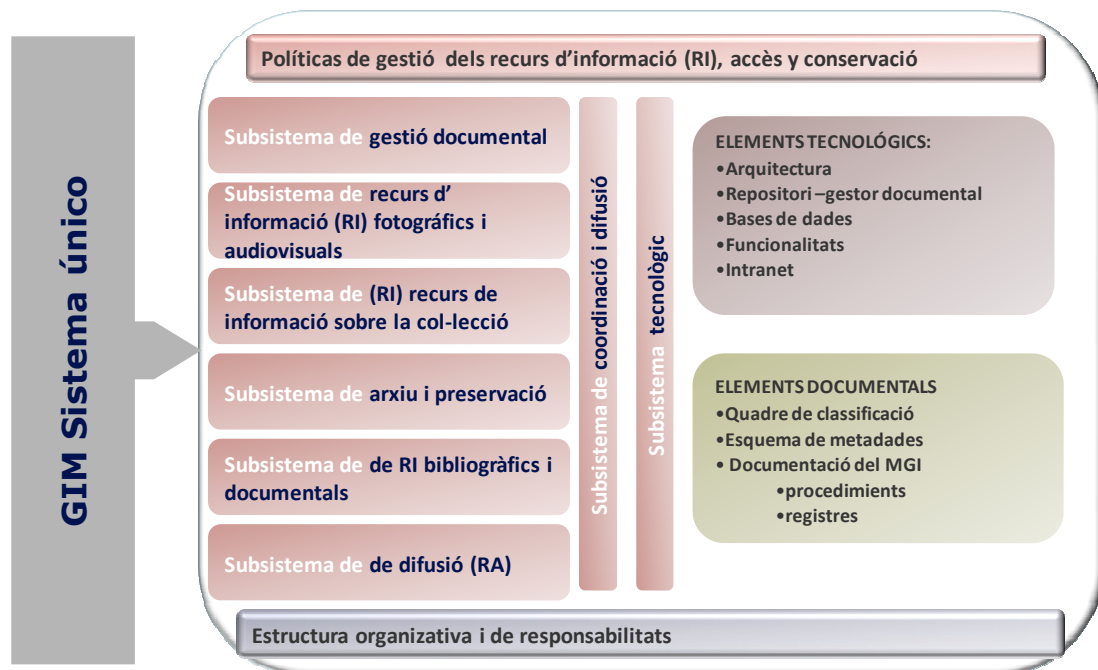 GIM Sistema único
Políticas de gestió dels recurs d’informació (RI), accès y conservació
Subsistema de gestió documental
Subsistema de recurs d’
informació (RI) fotográfics i
audiovisuals
Subsistema de (RI) recurs de
informació sobre la col-lecció
Subsistema de arxiu i preservació
Subsistema de de RI bibliogràfics i
documentals
Subsistema de de difusió (RA)
Subsistema de coordinació i difusió
Subsistema tecnològic
ELEMENTS TECNOLÓGICS:
•Arquitectura
•Repositori –gestor documental
•Bases de dades
•Funcionalitats
•Intranet
ELEMENTS DOCUMENTALS
•Quadre de classificació
•Esquema de metadades
• Documentació del MGI
•procedimients
•registres
Estructura organizativa i de responsabilitats